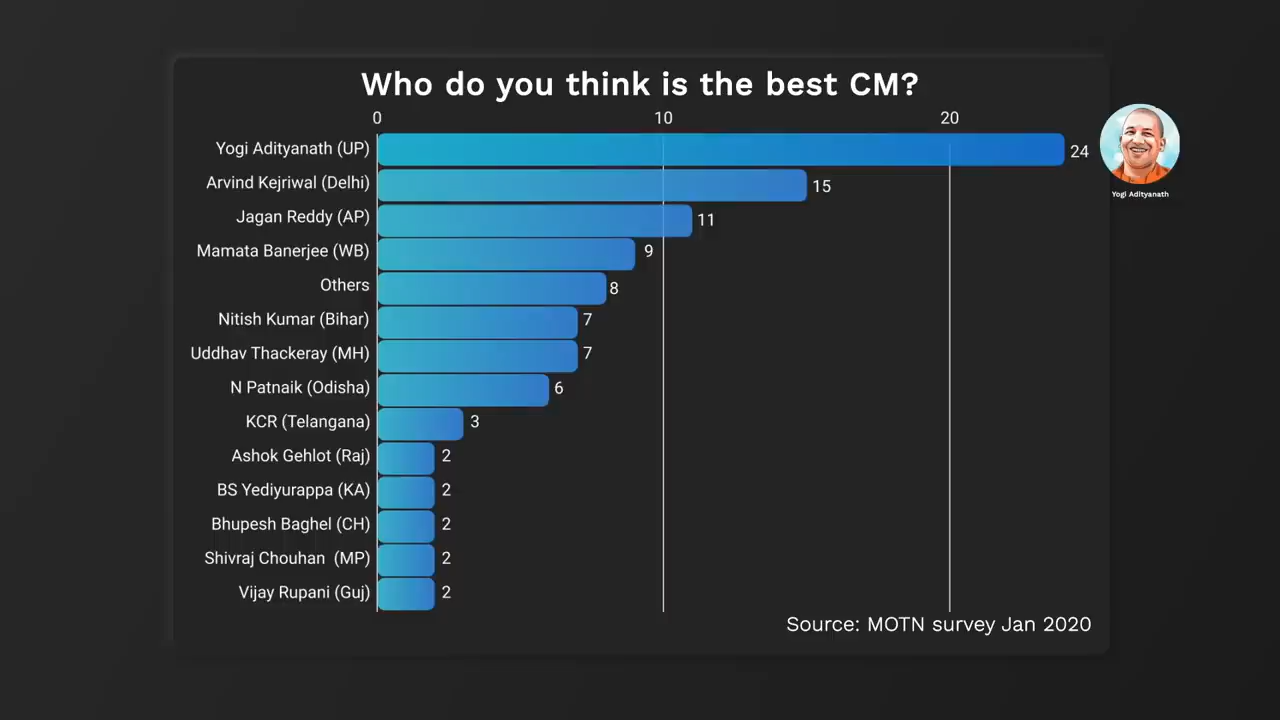 Who do you think is the best CM?
0 10 20
Yogi Adityanath (UP) 24
Yogi Adityanath
Arvind Kejriwal (Delhi) 15
Jagan Reddy (AP) 11
Mamata Banerjee (WB) 9
Others 8
Nitish Kumar (Bihar) 7
Uddhav Thackeray (MH) 7
N Patnaik (Odisha) 6
KCR (Telangana) 3
Ashok Gehlot (Raj) 2
BS Yediyurappa (KA) 2
Bhupesh Baghel (CH) 2
Shivraj Chouhan (MP) 2
Vijay Rupani (Guj) 2
Source: MOTN survey Jan 2020